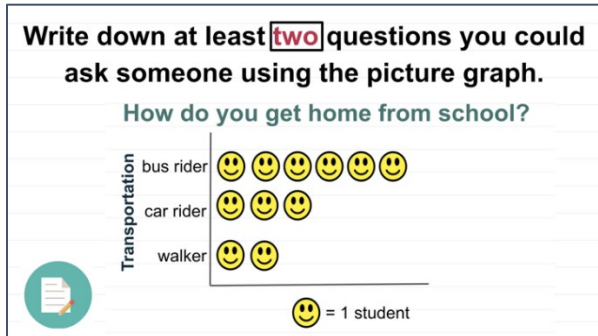 Write down at least two questions you could
ask someone using the picture graph.
How do you get home from school?
Transportation
bus rider
car rider
walker
= 1 student